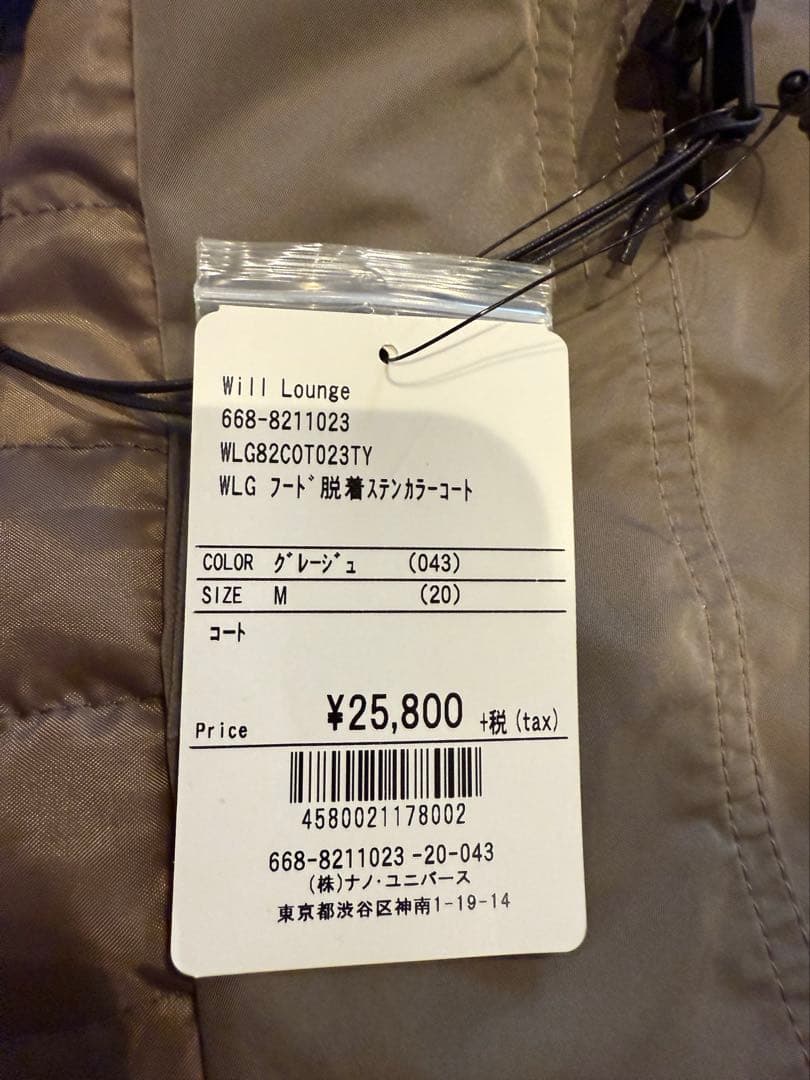 Will Lounge
668-8211023
WLG82COT023TY
WLG フード脱着ステンカラーコート
COLOR グレージュ (043)
SIZE M (20)
コート
Price ¥25,800 +税(tax)
4580021178002
668-8211023-20-043
(株)ナノ・ユニバース
東京都渋谷区神南1-19-14